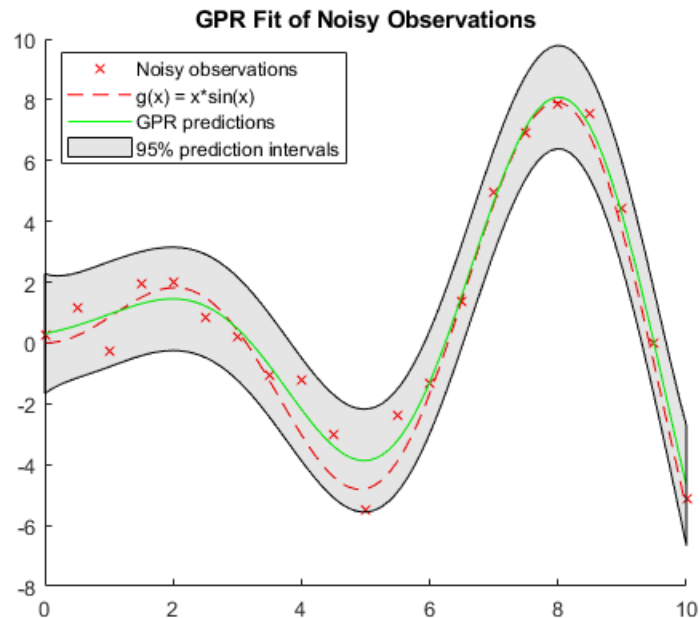 GPR Fit of Noisy Observations
10
Noisy observations
g(x) = x*sin(x)
8
GPR predictions
95% prediction intervals
6
4
2
0
-2
-4
-6
-8
0 2 4 6 8 10